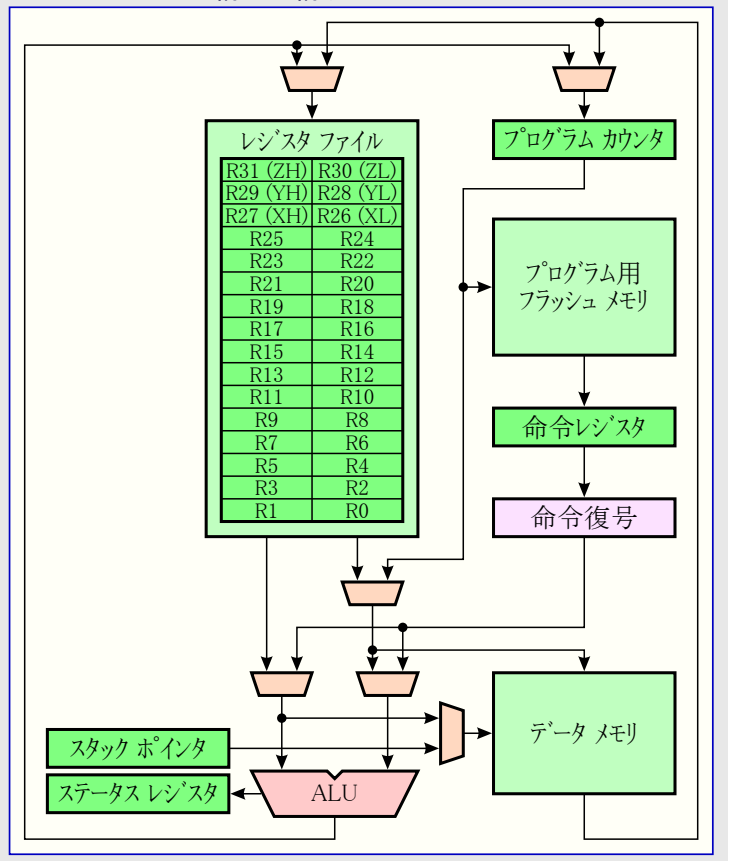 レジスタ ファイル
R31 (ZH) R30 (ZL)
R29 (YH) R28 (YL)
R27 (XH) R26 (XL)
R25 R24
R23 R22
R21 R20
R19 R18
R17 R16
R15 R14
R13 R12
R11 R10
R9 R8
R7 R6
R5 R4
R3 R2
R1 R0
プログラム カウンタ
プログラム用
フラッシュ メモリ
命令レジスタ
命令復号
データ メモリ
スタック ポインタ
ステータス レジスタ
ALU